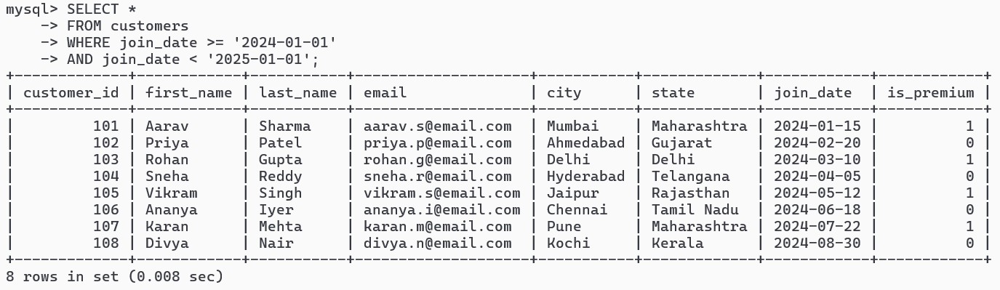 mysql> SELECT *
    -> FROM customers
    -> WHERE join_date >= '2024-01-01'
    -> AND join_date < '2025-01-01';
+-------------+------------+-----------+--------------------+-----------+-------------+------------+------------+
| customer_id | first_name | last_name | email              | city      | state       | join_date  | is_premium |
+-------------+------------+-----------+--------------------+-----------+-------------+------------+------------+
|         101 | Aarav      | Sharma    | aarav.s@email.com  | Mumbai    | Maharashtra | 2024-01-15 |          1 |
|         102 | Priya      | Patel     | priya.p@email.com  | Ahmedabad | Gujarat     | 2024-02-20 |          0 |
|         103 | Rohan      | Gupta     | rohan.g@email.com  | Delhi     | Delhi       | 2024-03-10 |          1 |
|         104 | Sneha      | Reddy     | sneha.r@email.com  | Hyderabad | Telangana   | 2024-04-05 |          0 |
|         105 | Vikram     | Singh     | vikram.s@email.com | Jaipur    | Rajasthan   | 2024-05-12 |          1 |
|         106 | Ananya     | Iyer      | ananya.i@email.com | Chennai   | Tamil Nadu  | 2024-06-18 |          0 |
|         107 | Karan      | Mehta     | karan.m@email.com  | Pune      | Maharashtra | 2024-07-22 |          1 |
|         108 | Divya      | Nair      | divya.n@email.com  | Kochi     | Kerala      | 2024-08-30 |          0 |
+-------------+------------+-----------+--------------------+-----------+-------------+------------+------------+
8 rows in set (0.008 sec)